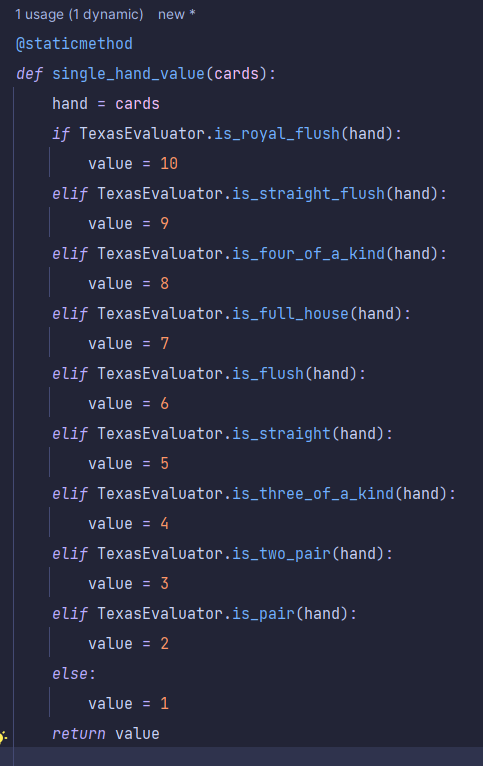 1 usage (1 dynamic) new *
@staticmethod
def single_hand_value(cards):
    hand = cards
    if TexasEvaluator.is_royal_flush(hand):
        value = 10
    elif TexasEvaluator.is_straight_flush(hand):
        value = 9
    elif TexasEvaluator.is_four_of_a_kind(hand):
        value = 8
    elif TexasEvaluator.is_full_house(hand):
        value = 7
    elif TexasEvaluator.is_flush(hand):
        value = 6
    elif TexasEvaluator.is_straight(hand):
        value = 5
    elif TexasEvaluator.is_three_of_a_kind(hand):
        value = 4
    elif TexasEvaluator.is_two_pair(hand):
        value = 3
    elif TexasEvaluator.is_pair(hand):
        value = 2
    else:
        value = 1
    return value